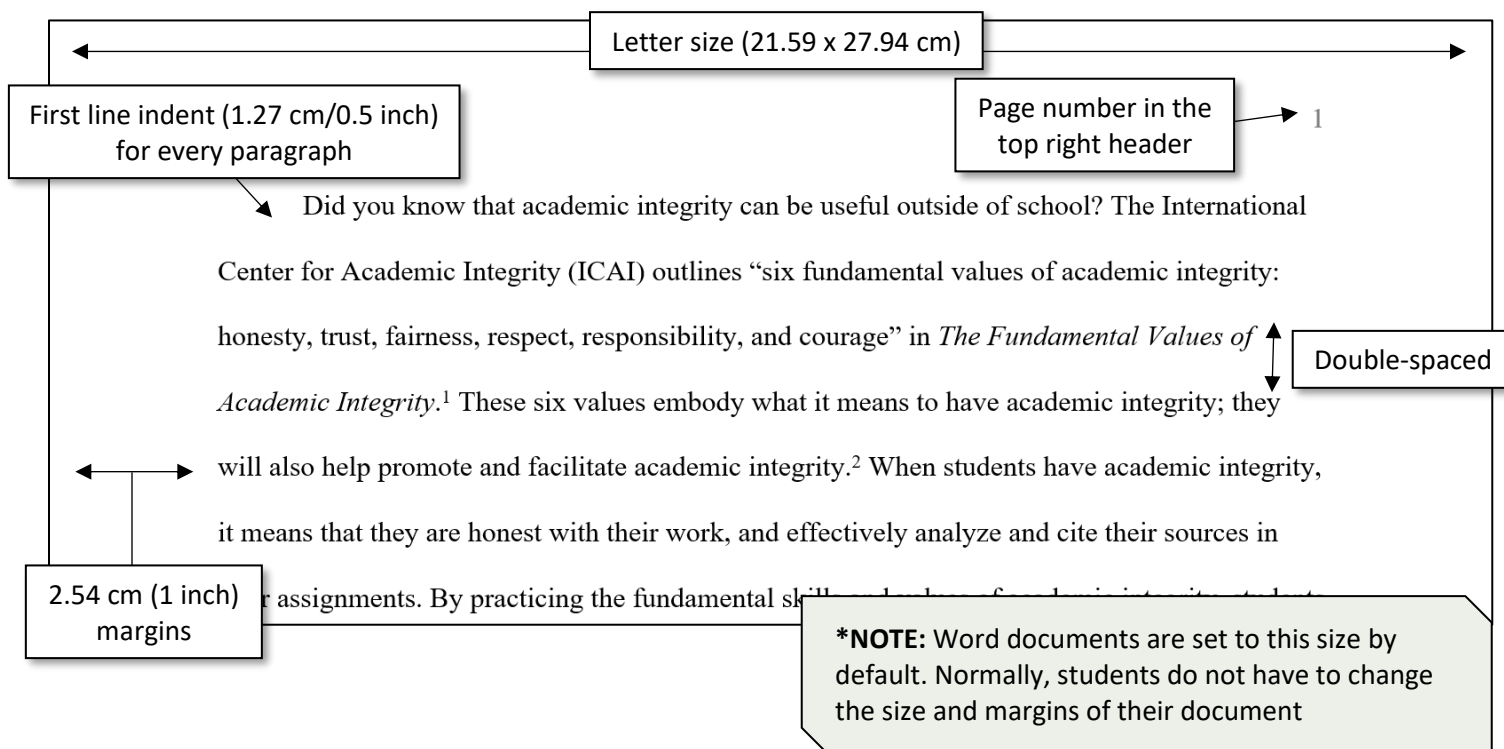 Letter size (21.59 x 27.94 cm)
First line indent (1.27 cm/0.5 inch)
for every paragraph
Page number in the
top right header
1
Did you know that academic integrity can be useful outside of school? The International
Center for Academic Integrity (ICAI) outlines “six fundamental values of academic integrity:
honesty, trust, fairness, respect, responsibility, and courage” in The Fundamental Values of
Academic Integrity.¹ These six values embody what it means to have academic integrity; they
will also help promote and facilitate academic integrity.² When students have academic integrity,
it means that they are honest with their work, and effectively analyze and cite their sources in
r assignments. By practicing the fundamental skills and values of academic integrity, students
Double-spaced
2.54 cm (1 inch)
margins
*NOTE: Word documents are set to this size by
default. Normally, students do not have to change
the size and margins of their document